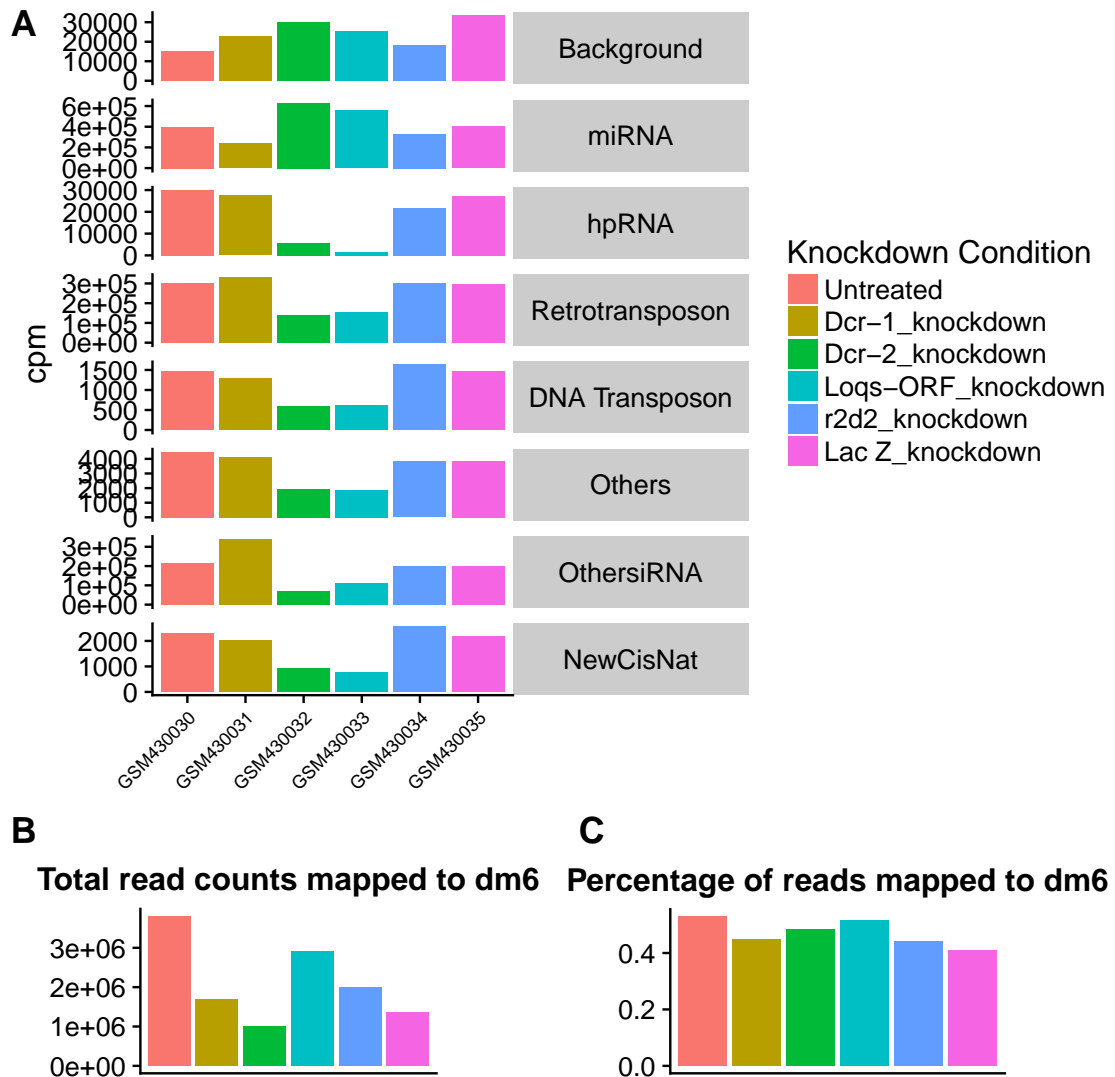 A
30000
20000
10000
0
Background
6e+05
4e+05
2e+05
0e+00
miRNA
30000
20000
10000
0
hpRNA
3e+05
2e+05
1e+05
0e+00
Retrotransposon
1500
1000
500
0
DNA Transposon
4000
3000
2000
1000
0
Others
3e+05
2e+05
1e+05
0e+00
OthersiRNA
2000
1000
0
NewCisNat
cpm
GSM430030
GSM430031
GSM430032
GSM430033
GSM430034
GSM430035
Knockdown Condition
Untreated
Dcr−1_knockdown
Dcr−2_knockdown
Loqs−ORF_knockdown
r2d2_knockdown
Lac Z_knockdown
B
Total read counts mapped to dm6
3e+06
2e+06
1e+06
0e+00
C
Percentage of reads mapped to dm6
0.4
0.2
0.0